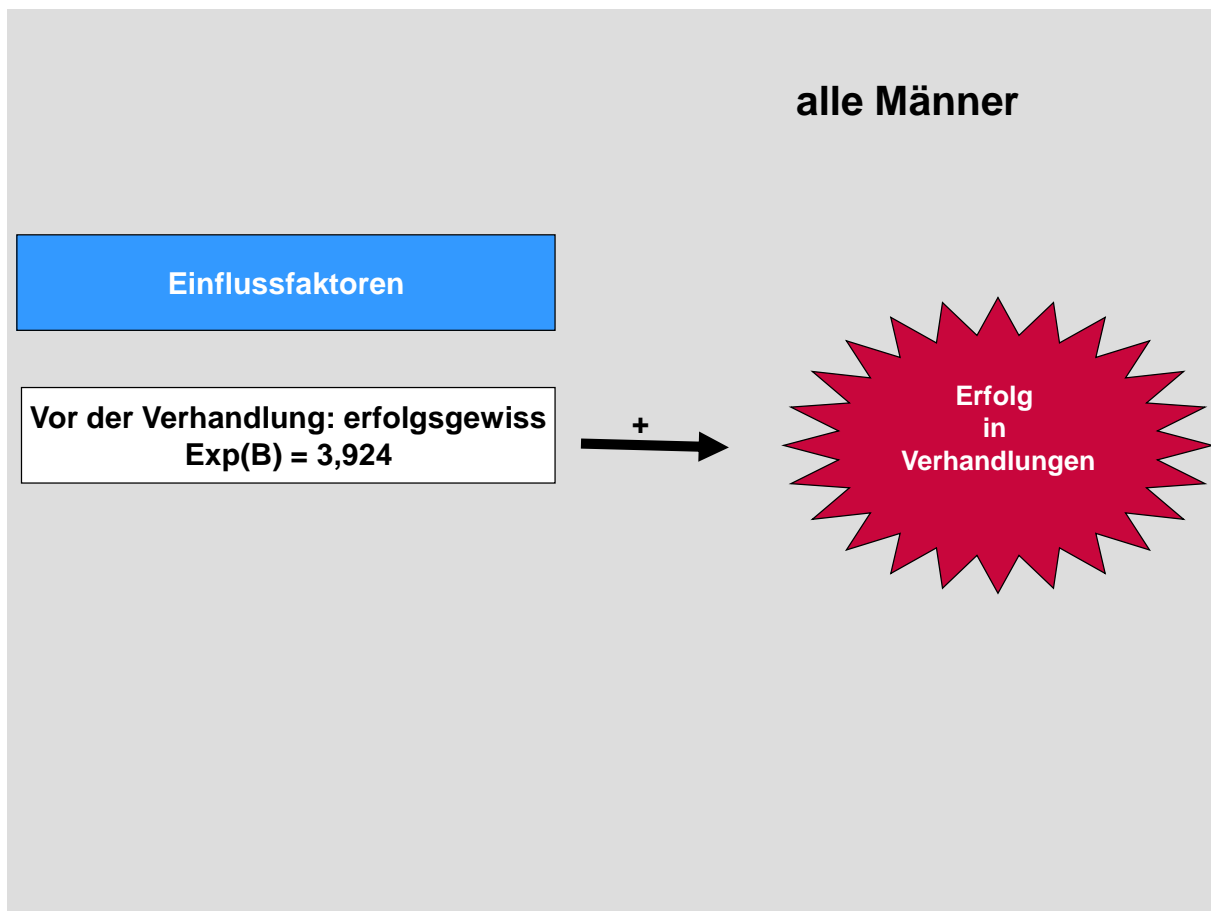 alle Männer
Einflussfaktoren
Vor der Verhandlung: erfolgsgewiss
Exp(B) = 3,924
+
Erfolg
in
Verhandlungen